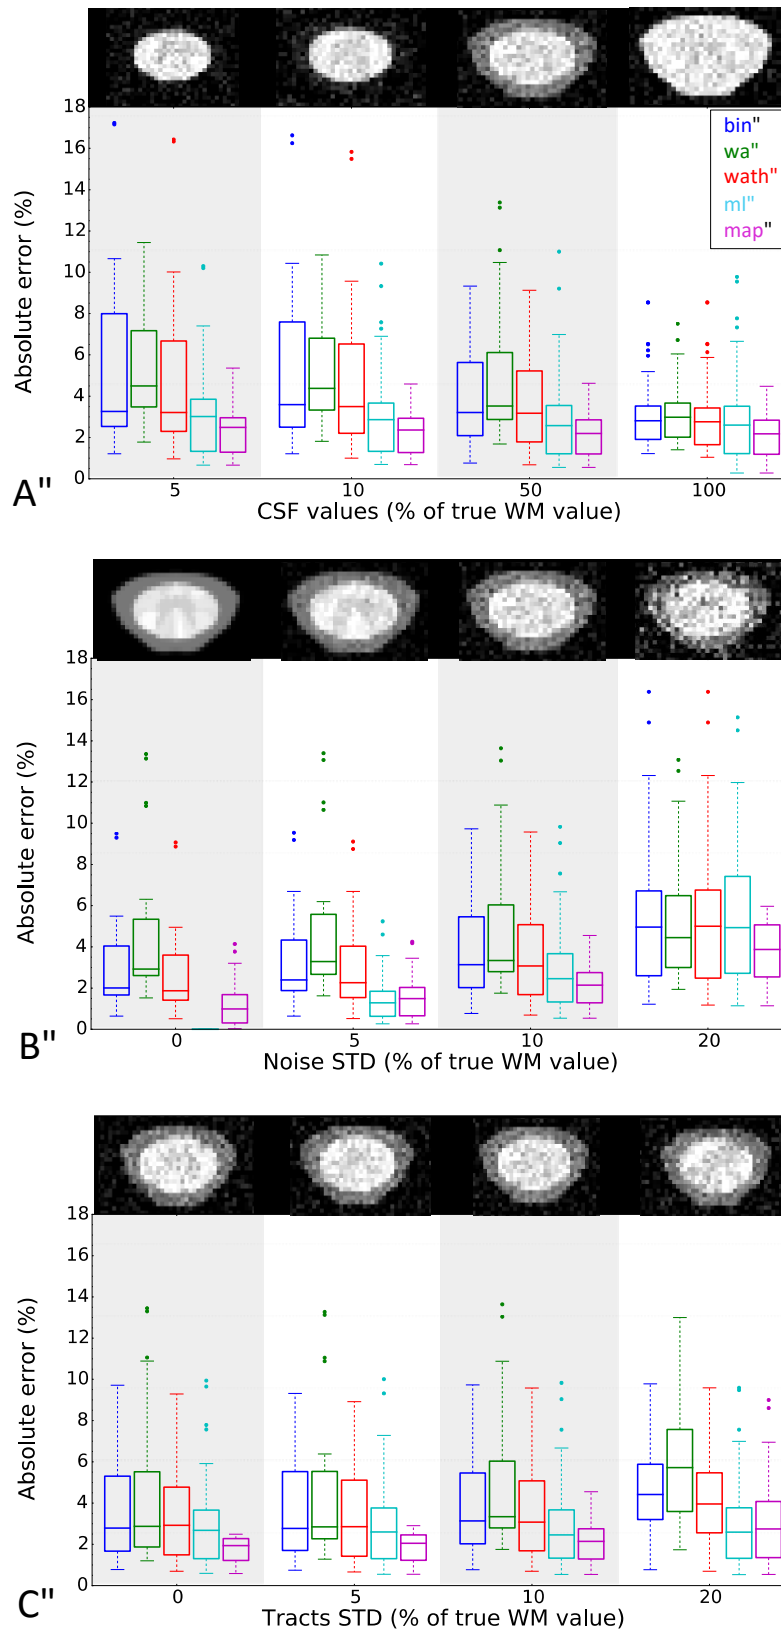 18
16
14
12
10
8
6
4
2
0
Absolute error (%)
bin"
wa"
wath"
ml"
map"
5 10 50 100
CSF values (% of true WM value)
A"
18
16
14
12
10
8
6
4
2
0
Absolute error (%)
0 5 10 20
Noise STD (% of true WM value)
B"
18
16
14
12
10
8
6
4
2
0
Absolute error (%)
0 5 10 20
Tracts STD (% of true WM value)
C"